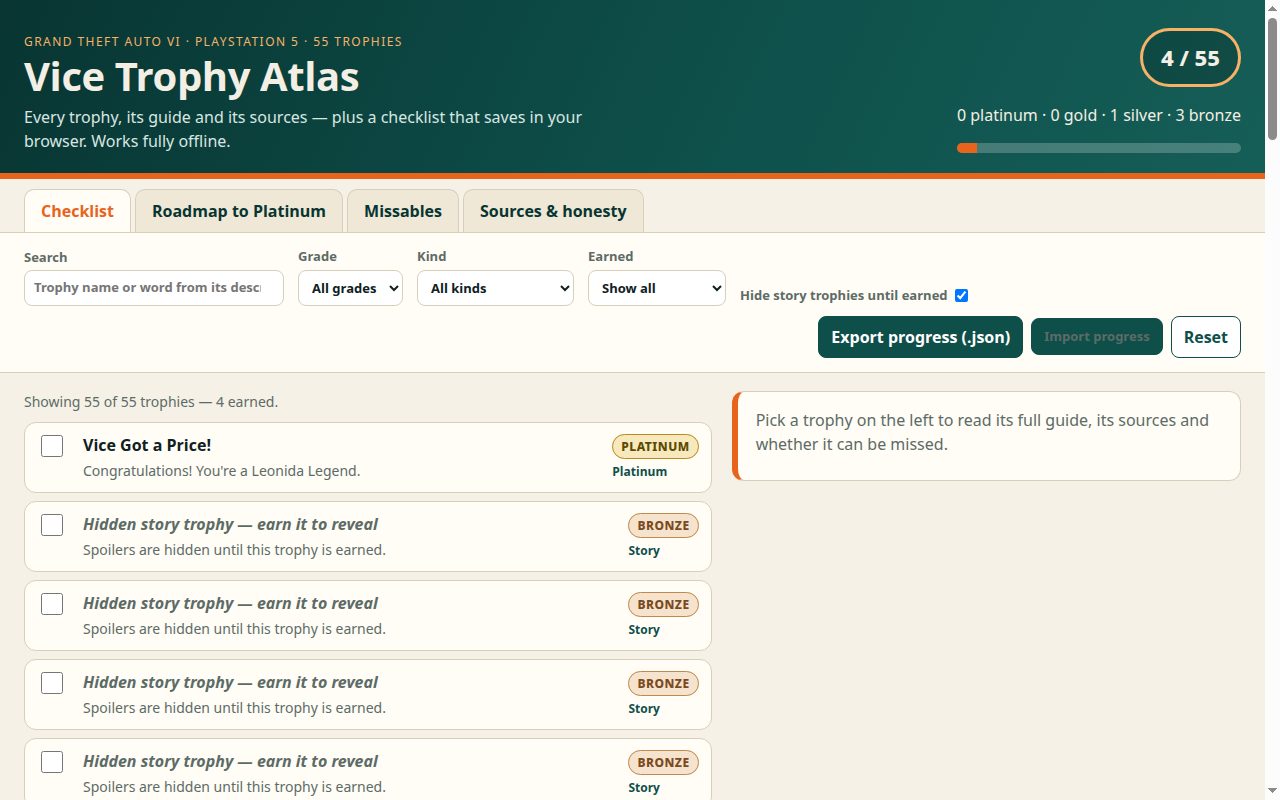 GRAND THEFT AUTO VI · PLAYSTATION 5 · 55 TROPHIES
Vice Trophy Atlas
Every trophy, its guide and its sources — plus a checklist that saves in your
browser. Works fully offline.
4 / 55
0 platinum · 0 gold · 1 silver · 3 bronze
Checklist
Roadmap to Platinum
Missables
Sources & honesty
Search
Grade
Kind
Earned
Trophy name or word from its desc
All grades
All kinds
Show all
Hide story trophies until earned
Export progress (.json)
Import progress
Reset
Showing 55 of 55 trophies — 4 earned.
Vice Got a Price!
Congratulations! You're a Leonida Legend.
PLATINUM
Platinum
Hidden story trophy — earn it to reveal
Spoilers are hidden until this trophy is earned.
BRONZE
Story
Hidden story trophy — earn it to reveal
Spoilers are hidden until this trophy is earned.
BRONZE
Story
Hidden story trophy — earn it to reveal
Spoilers are hidden until this trophy is earned.
BRONZE
Story
Hidden story trophy — earn it to reveal
Spoilers are hidden until this trophy is earned.
BRONZE
Story
Pick a trophy on the left to read its full guide, its sources and
whether it can be missed.